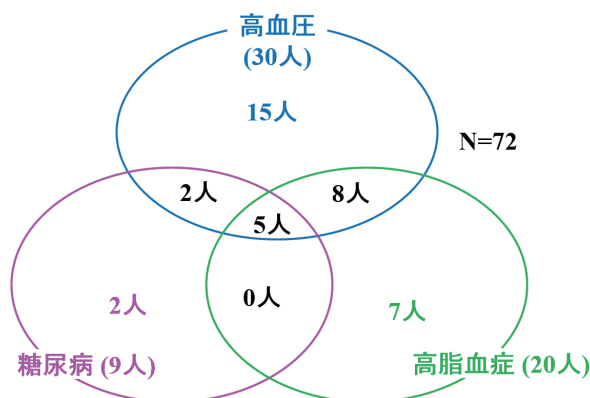 高血圧
(30人)
15人
N=72
2人
8人
5人
2人
0人
7人
糖尿病 (9人)
高脂血症 (20人)